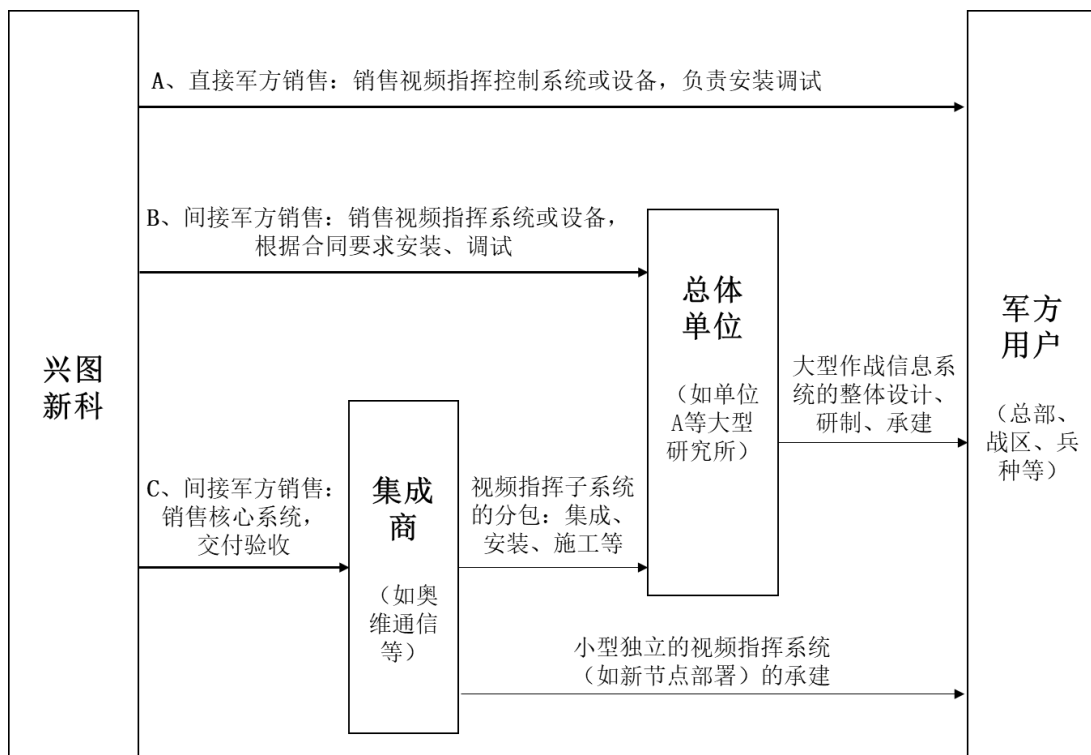 A、直接军方销售：销售视频指挥控制系统或设备，负责安装调试
B、间接军方销售：销售视频指挥系统或设备，
根据合同要求安装、调试
兴图
新科
C、间接军方销售：
销售核心系统，
交付验收
集成
商
（如奥
维通信
等）
视频指挥子系统
的分包：集成、
安装、施工等
总体
单位
（如单位
A等大型
研究所）
大型作战信息系
统的整体设计、
研制、承建
小型独立的视频指挥系统
（如新节点部署）的承建
军方
用户
（总部、
战区、兵
种等）